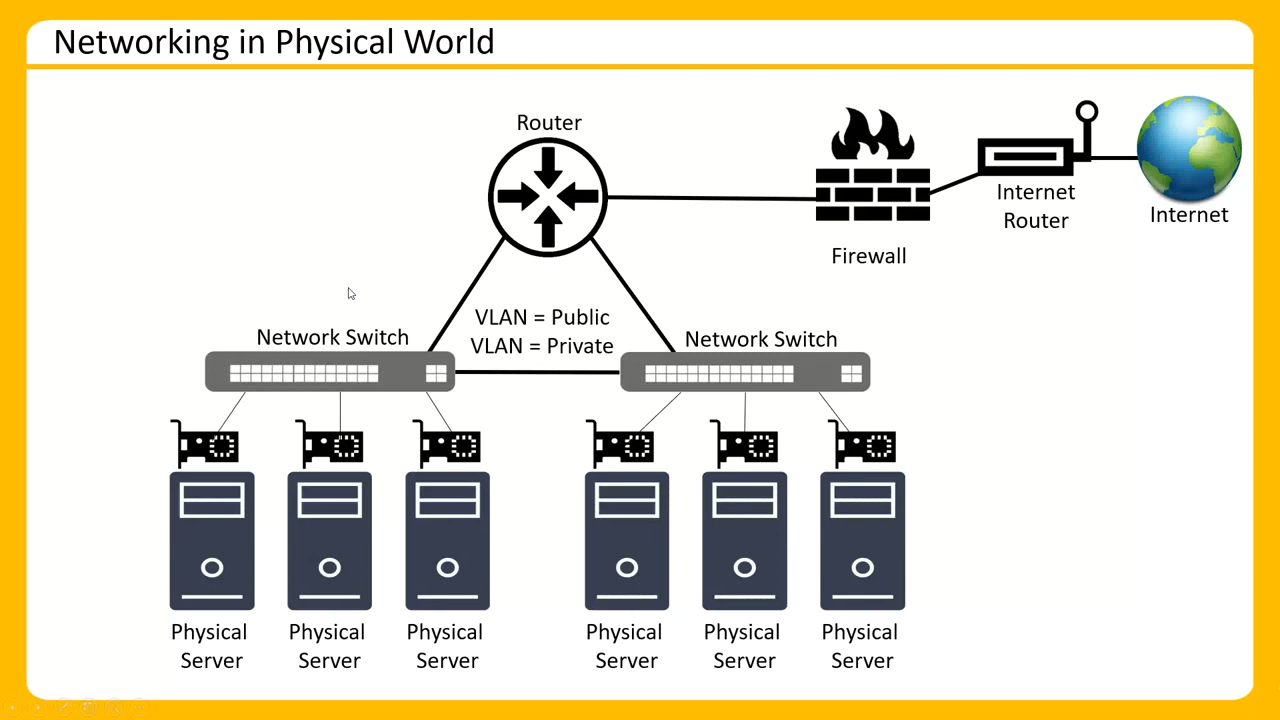 Networking in Physical World
Router
Internet
Router
Internet
Firewall
VLAN = Public
VLAN = Private
Network Switch
Network Switch
Physical
Server
Physical
Server
Physical
Server
Physical
Server
Physical
Server
Physical
Server